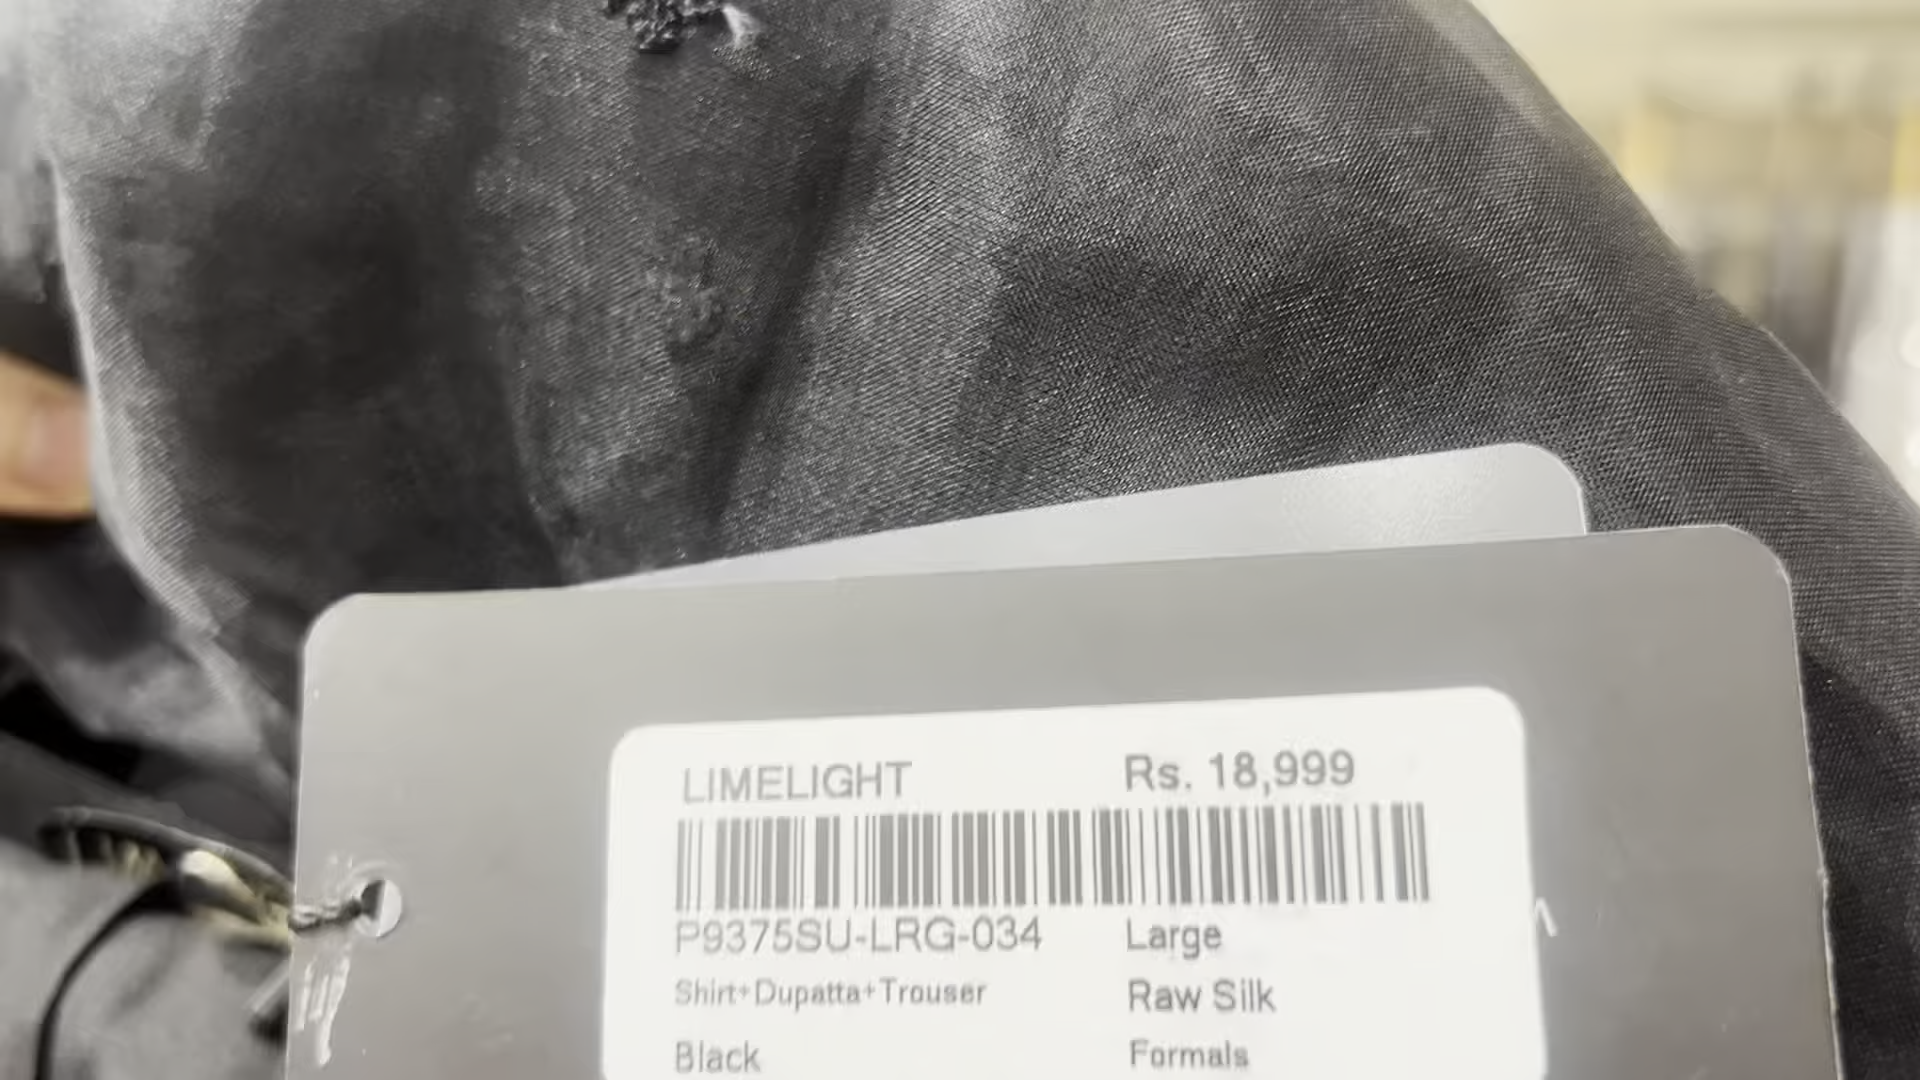 LIMELIGHT Rs. 18,999
P9375SU-LRG-034 Large
Shirt+Dupatta+Trouser Raw Silk
Black Formals